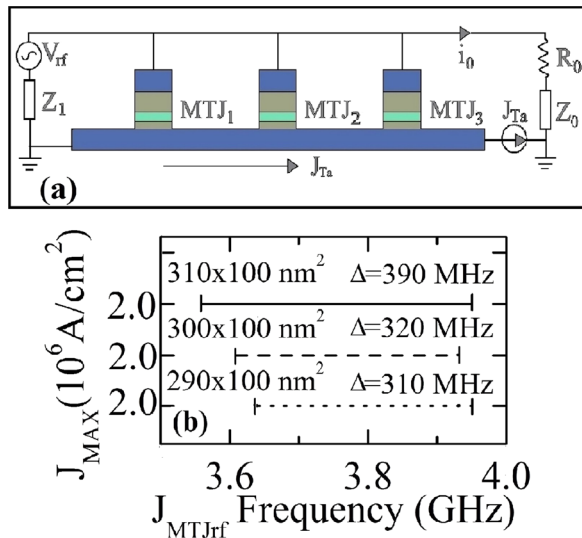 V_rf
i_0
R_0
Z_1
MTJ_1 MTJ_2 MTJ_3
J_Ta
Z_0
J_Ta
(a)
J_MAX(10^6A/cm^2)
310x100 nm^2 Δ=390 MHz
2.0
300x100 nm^2 Δ=320 MHz
2.0
290x100 nm^2 Δ=310 MHz
2.0
(b)
3.6 3.8 4.0
J_MTJrf Frequency (GHz)